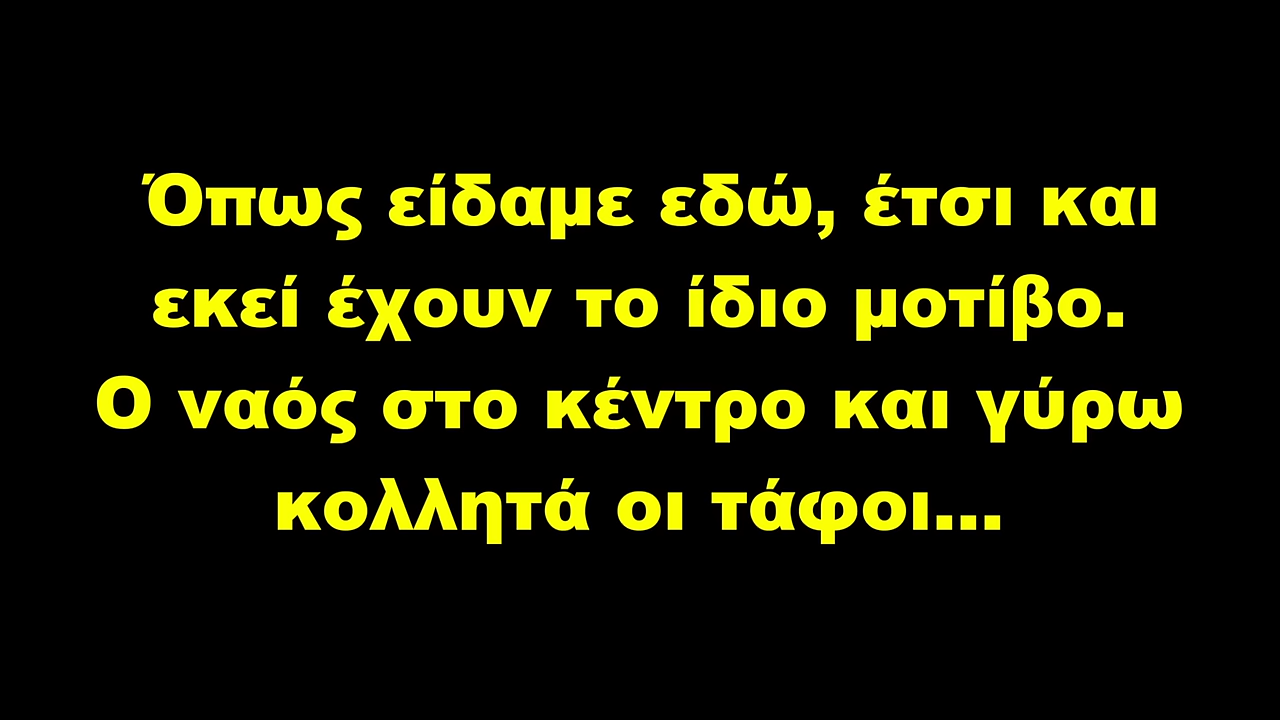 Όπως είδαμε εδώ, έτσι και
εκεί έχουν το ίδιο μοτίβο.
Ο ναός στο κέντρο και γύρω
κολλητά οι τάφοι...